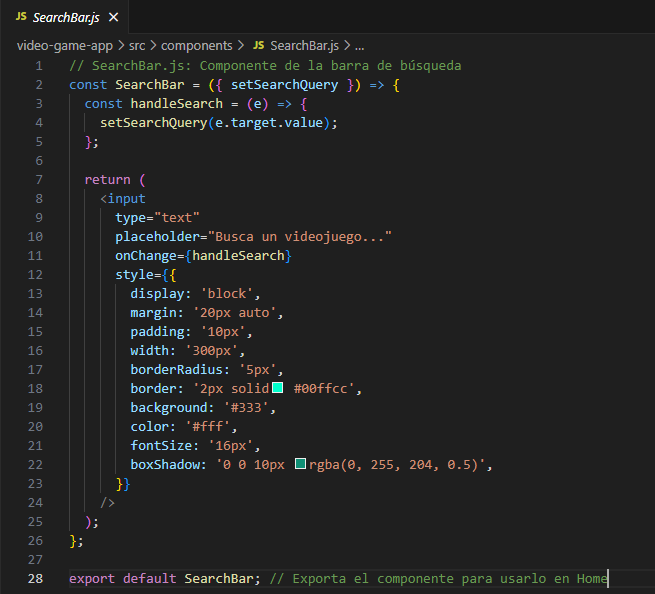 JS SearchBar.js ×
video-game-app > src > components > JS SearchBar.js > ...
1 // SearchBar.js: Componente de la barra de búsqueda
2 const SearchBar = ({ setSearchQuery }) => {
3   const handleSearch = (e) => {
4     setSearchQuery(e.target.value);
5   };
6
7   return (
8     <input
9       type="text"
10       placeholder="Busca un videojuego..."
11       onChange={handleSearch}
12       style={{
13         display: 'block',
14         margin: '20px auto',
15         padding: '10px',
16         width: '300px',
17         borderRadius: '5px',
18         border: '2px solid #00ffcc',
19         background: '#333',
20         color: '#fff',
21         fontSize: '16px',
22         boxShadow: '0 0 10px rgba(0, 255, 204, 0.5)',
23       }}
24     />
25   );
26 };
27
28 export default SearchBar; // Exporta el componente para usarlo en Home